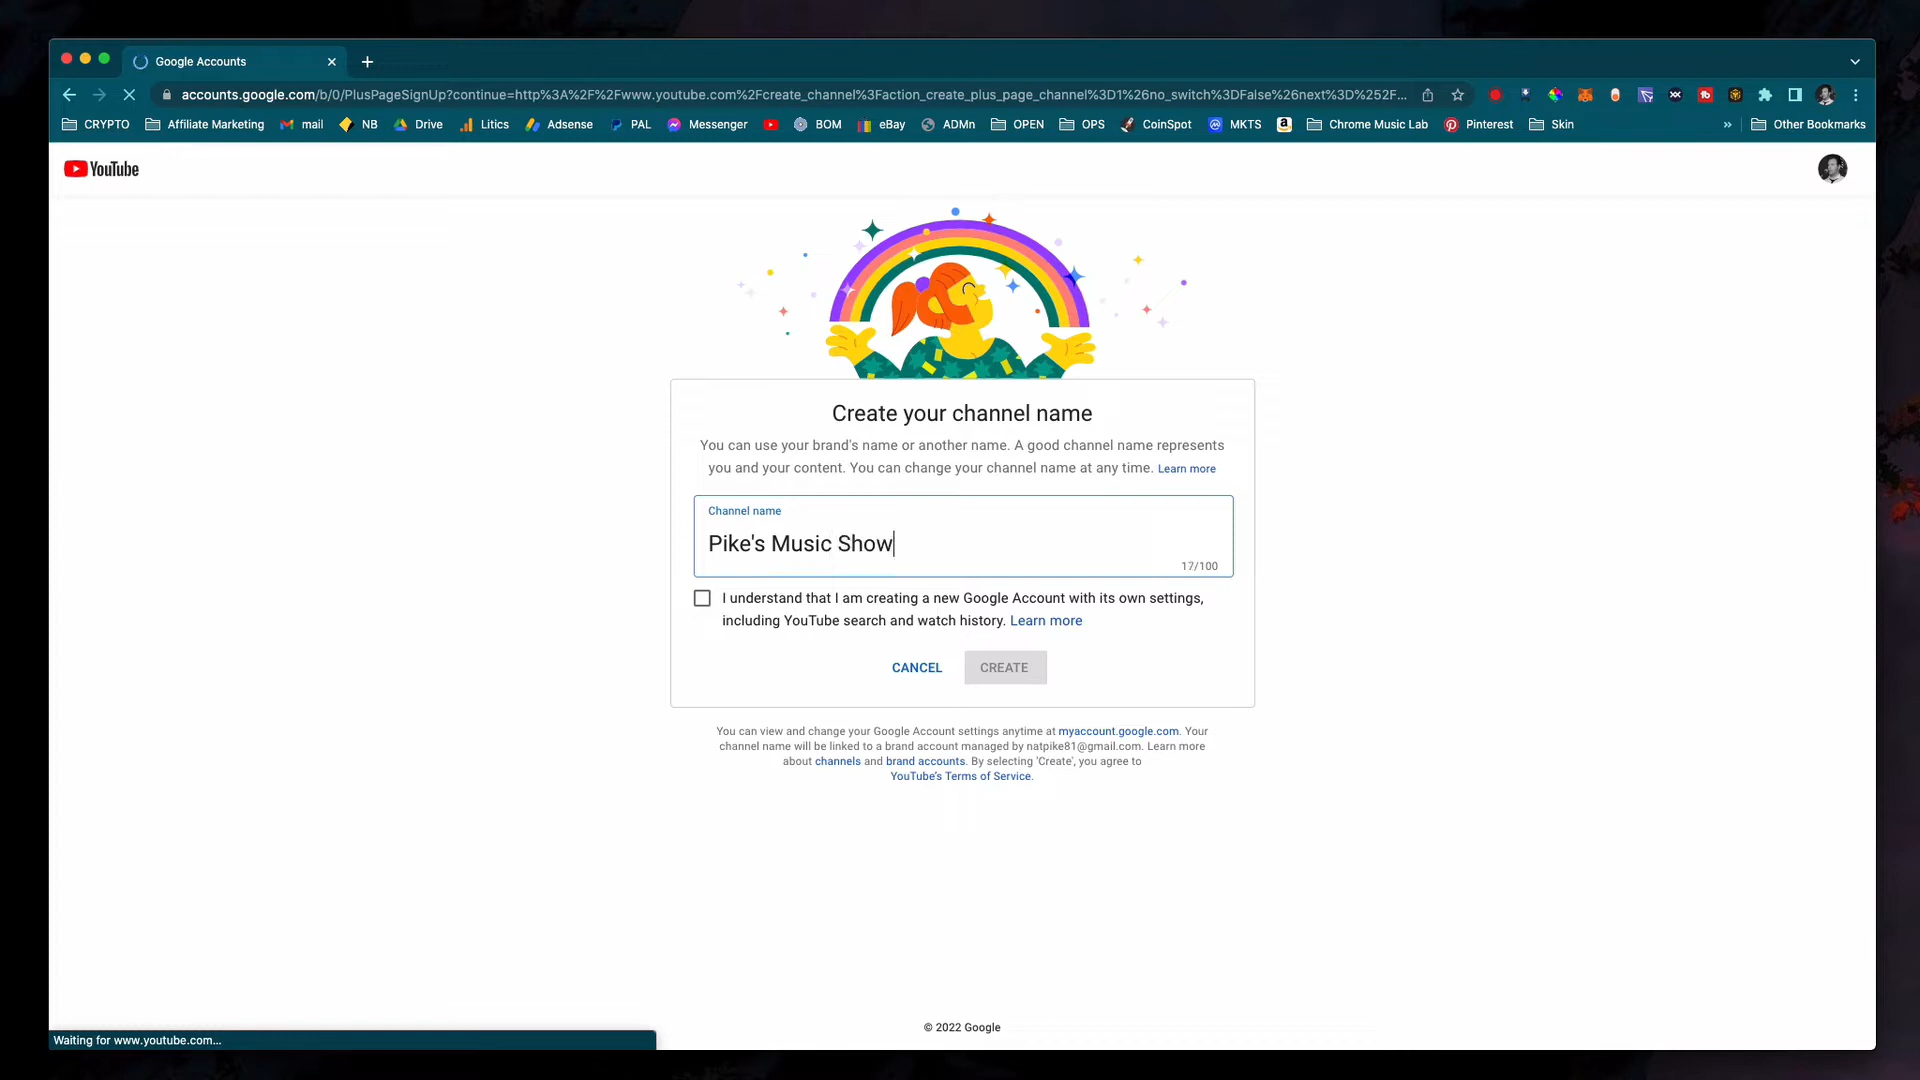 Google Accounts
accounts.google.com/b/0/PlusPageSignUp?continue=http%3A%2F%2Fwww.youtube.com%2Fcreate_channel%3Faction_create_plus_page_channel%3D1%26no_switch%3DFalse%26next%3D%252F...
CRYPTO Affiliate Marketing mail NB Drive Litics Adsense PAL Messenger BOM eBay ADMn OPEN OPS CoinSpot MKTS Chrome Music Lab Pinterest Skin » Other Bookmarks
YouTube
Create your channel name
You can use your brand's name or another name. A good channel name represents
you and your content. You can change your channel name at any time. Learn more
Channel name
Pike's Music Show
17/100
I understand that I am creating a new Google Account with its own settings,
including YouTube search and watch history. Learn more
CANCEL CREATE
You can view and change your Google Account settings anytime at myaccount.google.com. Your
channel name will be linked to a brand account managed by natpike81@gmail.com. Learn more
about channels and brand accounts. By selecting 'Create', you agree to
YouTube's Terms of Service.
© 2022 Google
Waiting for www.youtube.com...